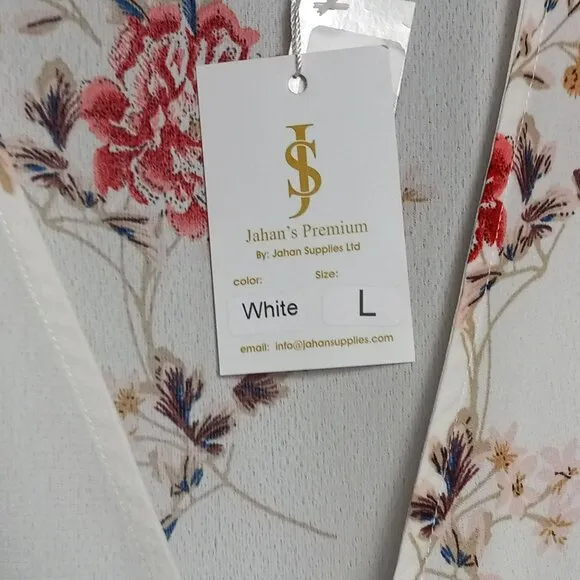 JS
Jahan's Premium
By: Jahan Supplies Ltd
color: Size:
White L
email: info@jahansupplies.com